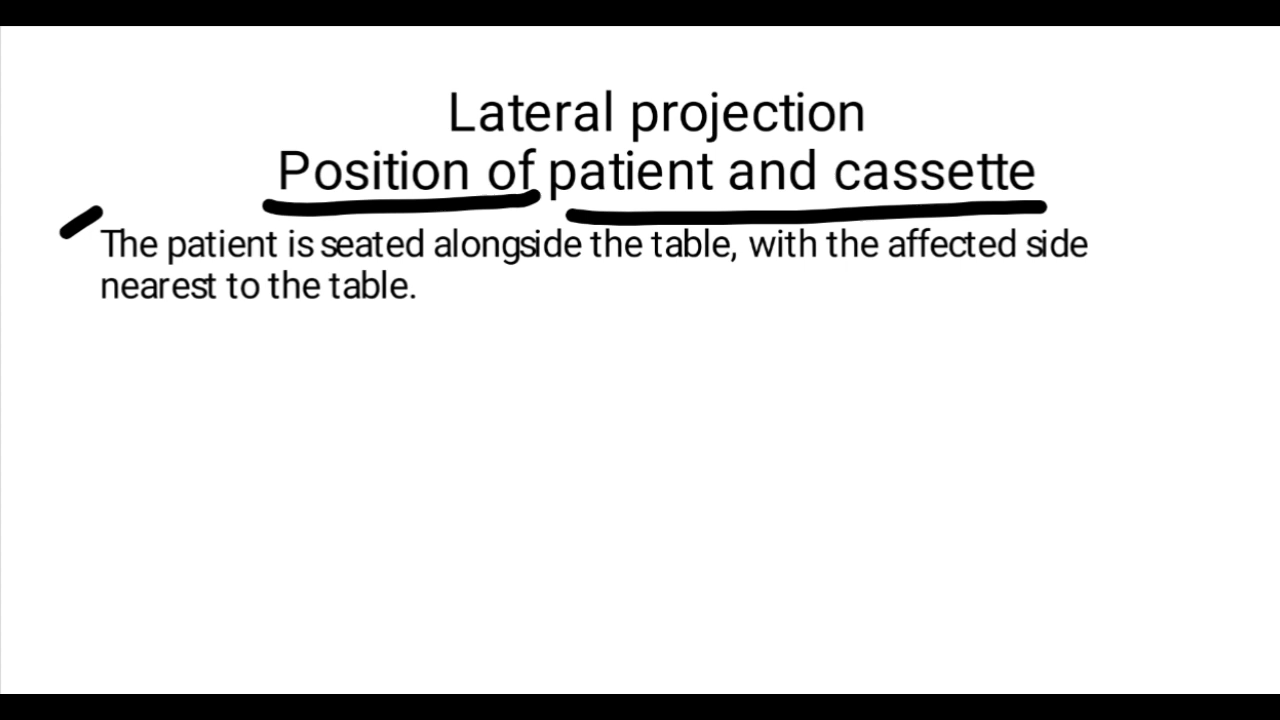 Lateral projection
Position of patient and cassette
The patient is seated alongside the table, with the affected side
nearest to the table.